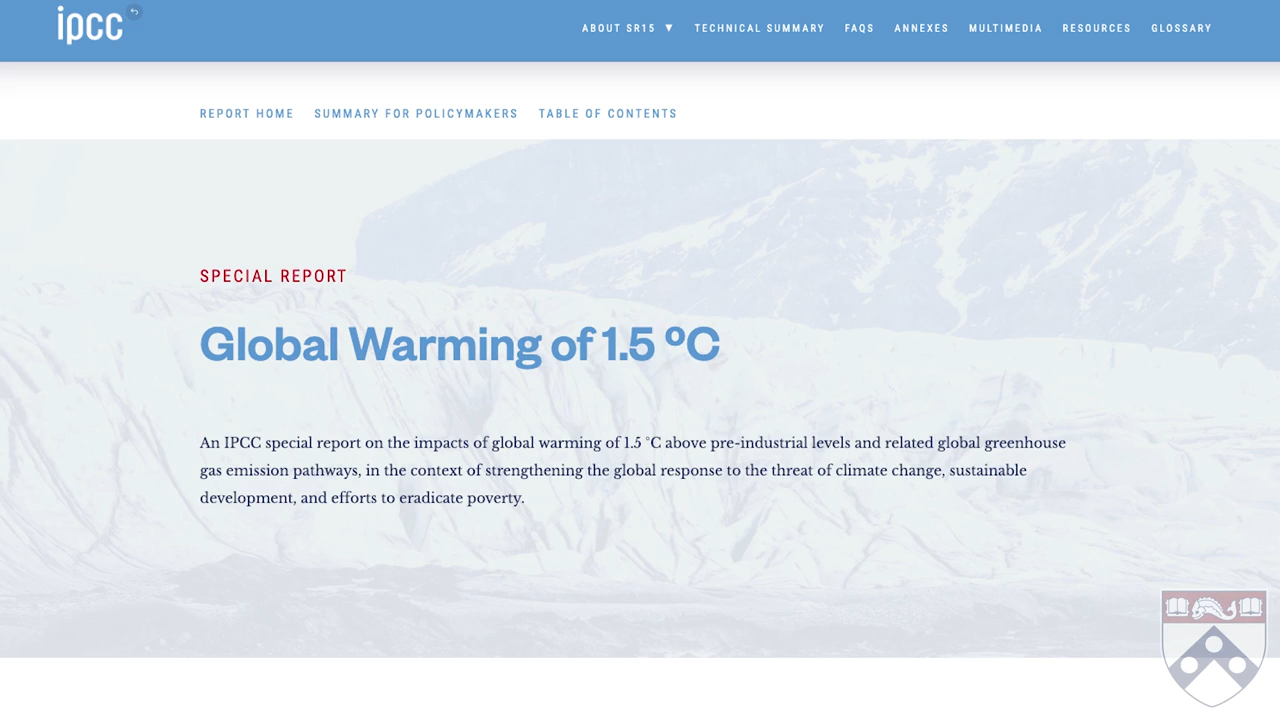 ipcc
ABOUT SR15 ▼ TECHNICAL SUMMARY FAQS ANNEXES MULTIMEDIA RESOURCES GLOSSARY
REPORT HOME SUMMARY FOR POLICYMAKERS TABLE OF CONTENTS
SPECIAL REPORT
Global Warming of 1.5 ºC
An IPCC special report on the impacts of global warming of 1.5 °C above pre-industrial levels and related global greenhouse
gas emission pathways, in the context of strengthening the global response to the threat of climate change, sustainable
development, and efforts to eradicate poverty.